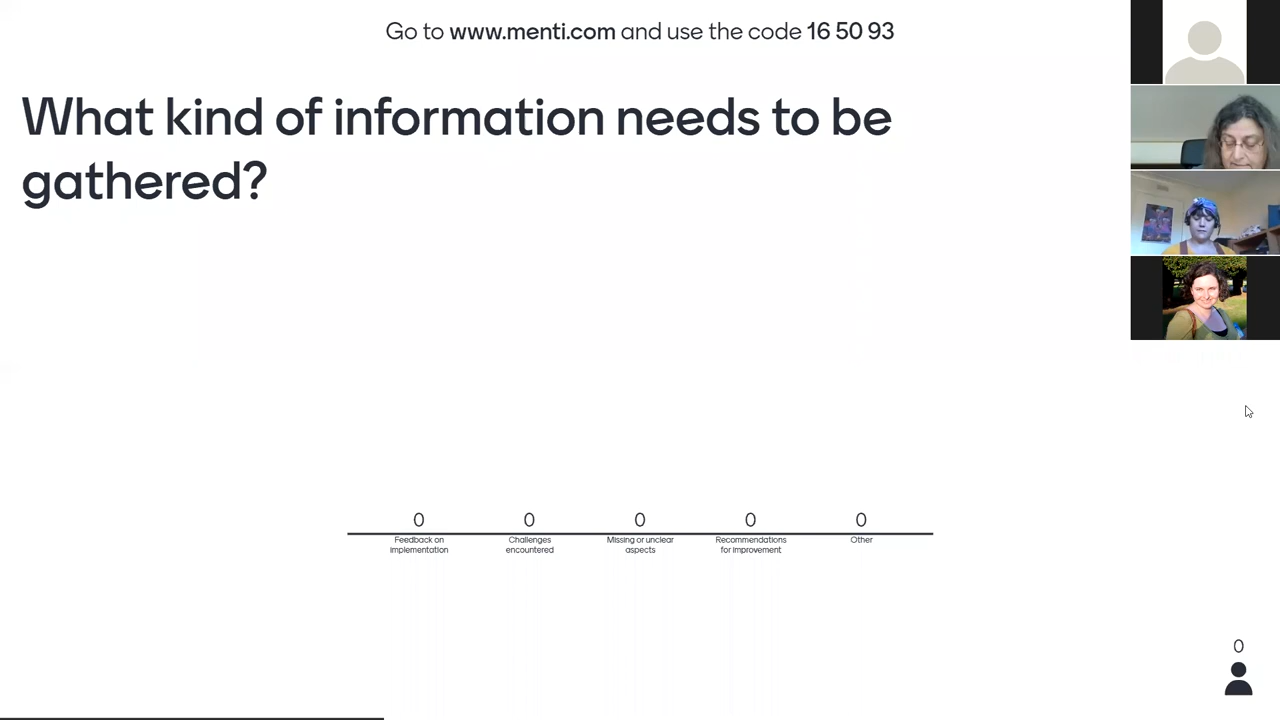 Go to www.menti.com and use the code 16 50 93
What kind of information needs to be
gathered?
0 0 0 0 0
Feedback on implementation
Challenges encountered
Missing or unclear aspects
Recommendations for improvement
Other
0